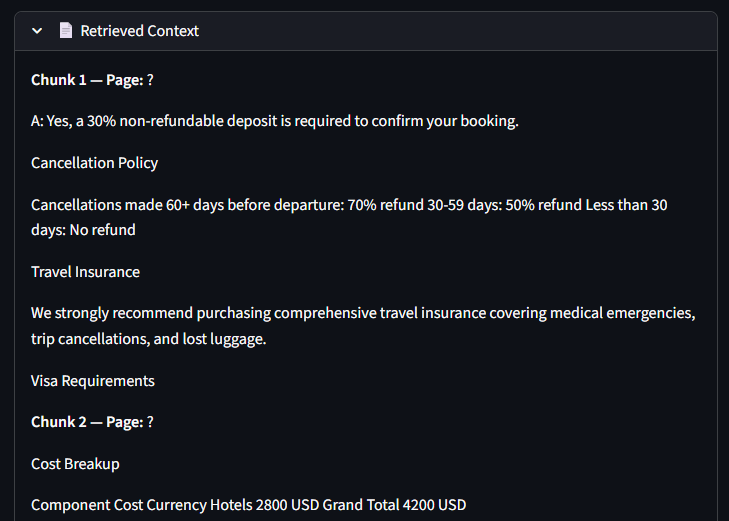 Retrieved Context
Chunk 1 — Page: ?
A: Yes, a 30% non-refundable deposit is required to confirm your booking.
Cancellation Policy
Cancellations made 60+ days before departure: 70% refund 30-59 days: 50% refund Less than 30
days: No refund
Travel Insurance
We strongly recommend purchasing comprehensive travel insurance covering medical emergencies,
trip cancellations, and lost luggage.
Visa Requirements
Chunk 2 — Page: ?
Cost Breakup
Component Cost Currency Hotels 2800 USD Grand Total 4200 USD